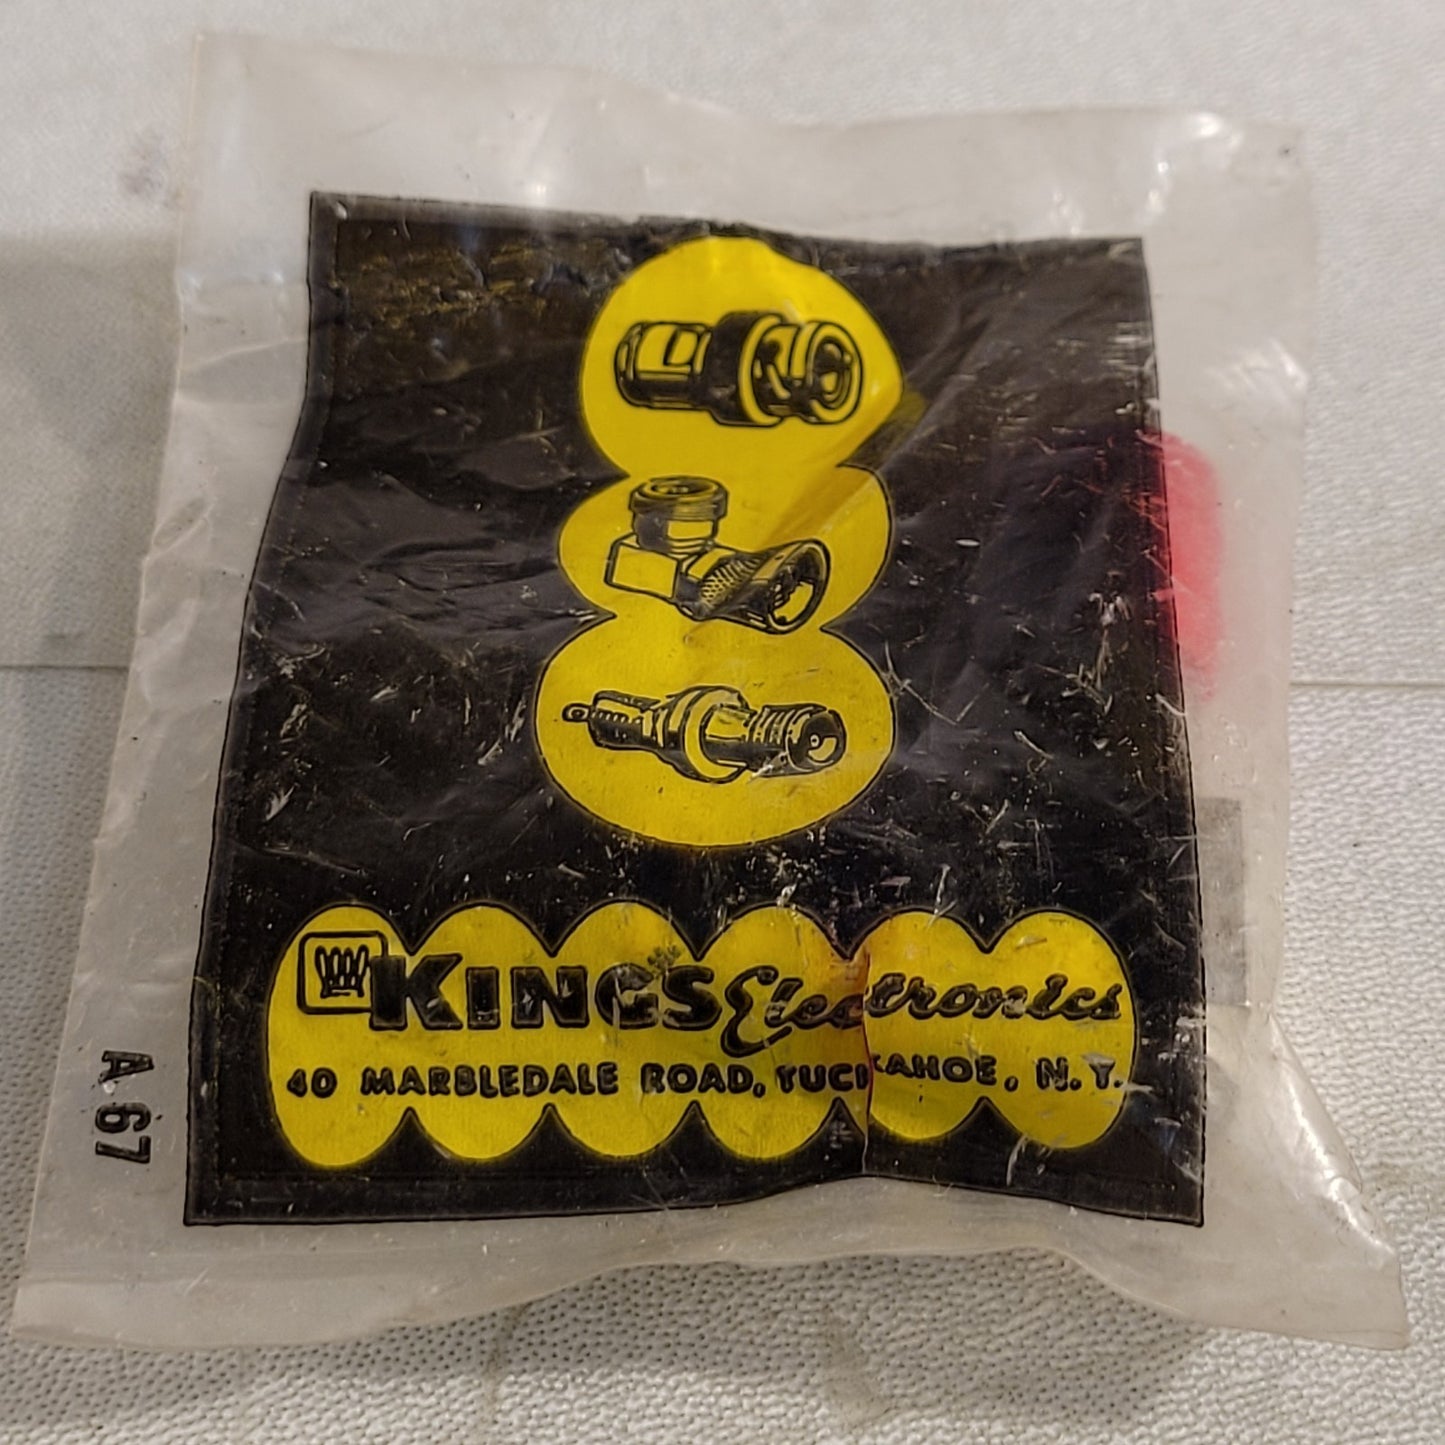 KINGS Electronics
40 MARBLEDALE ROAD, TUCKAHOE, N.Y.
A 67